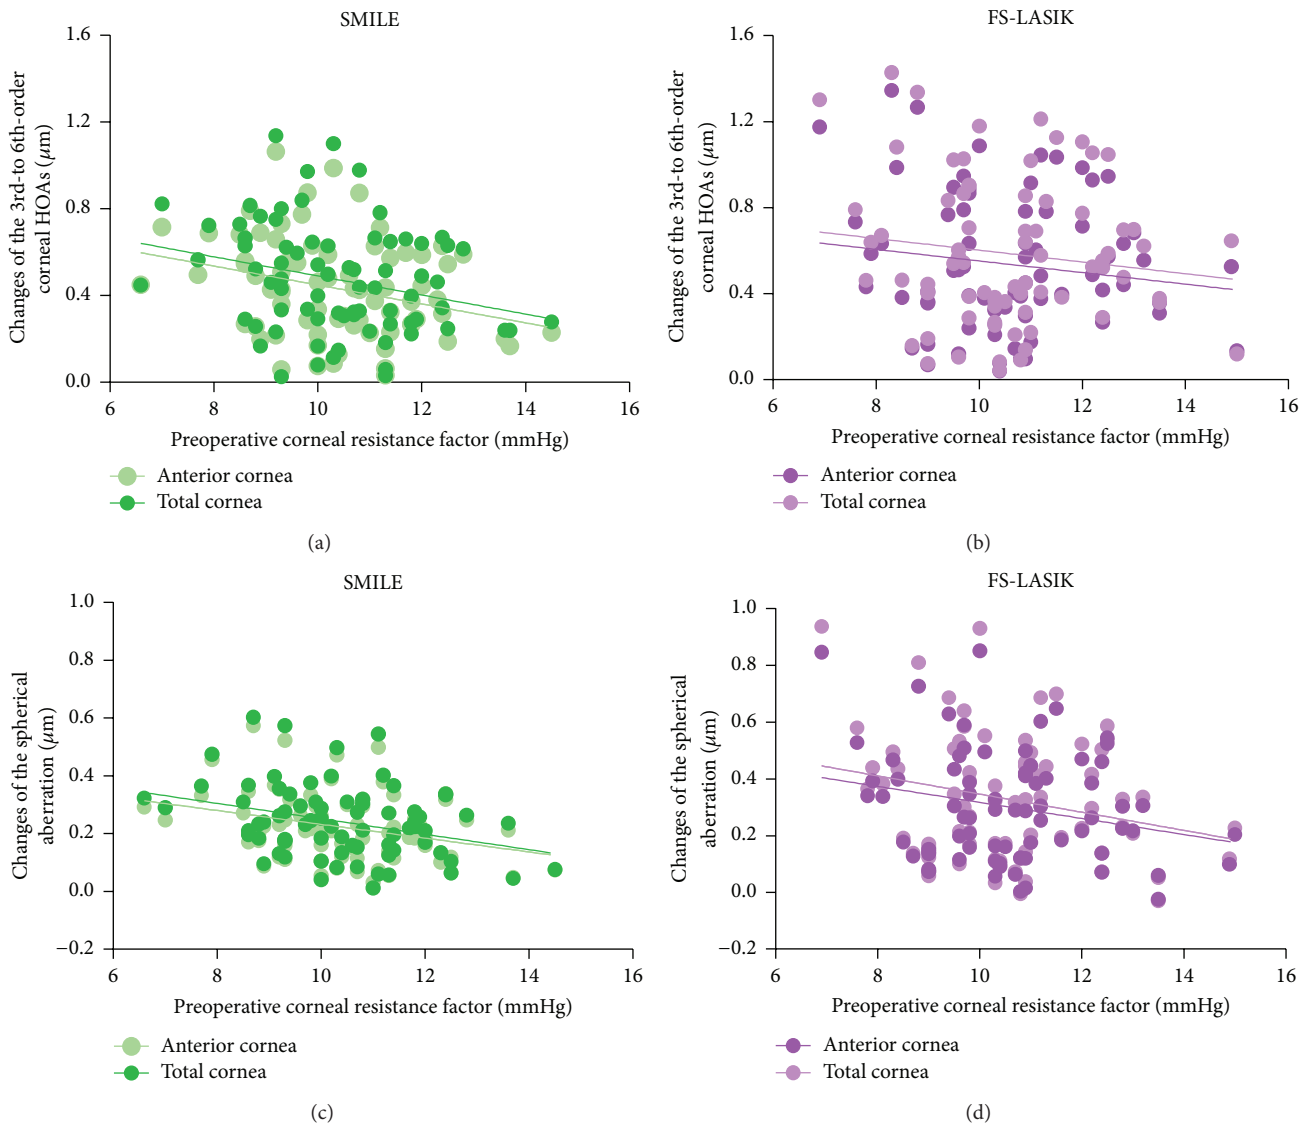 SMILE
Changes of the 3rd-to 6th-order
corneal HOAs (μm)
1.6
1.2
0.8
0.4
0.0
6 8 10 12 14 16
Preoperative corneal resistance factor (mmHg)
Anterior cornea
Total cornea
(a)
FS-LASIK
Changes of the 3rd-to 6th-order
corneal HOAs (μm)
1.6
1.2
0.8
0.4
0.0
6 8 10 12 14 16
Preoperative corneal resistance factor (mmHg)
Anterior cornea
Total cornea
(b)
SMILE
Changes of the spherical
aberration (μm)
1.0
0.8
0.6
0.4
0.2
0.0
−0.2
6 8 10 12 14 16
Preoperative corneal resistance factor (mmHg)
Anterior cornea
Total cornea
(c)
FS-LASIK
Changes of the spherical
aberration (μm)
1.0
0.8
0.6
0.4
0.2
0.0
−0.2
6 8 10 12 14 16
Preoperative corneal resistance factor (mmHg)
Anterior cornea
Total cornea
(d)